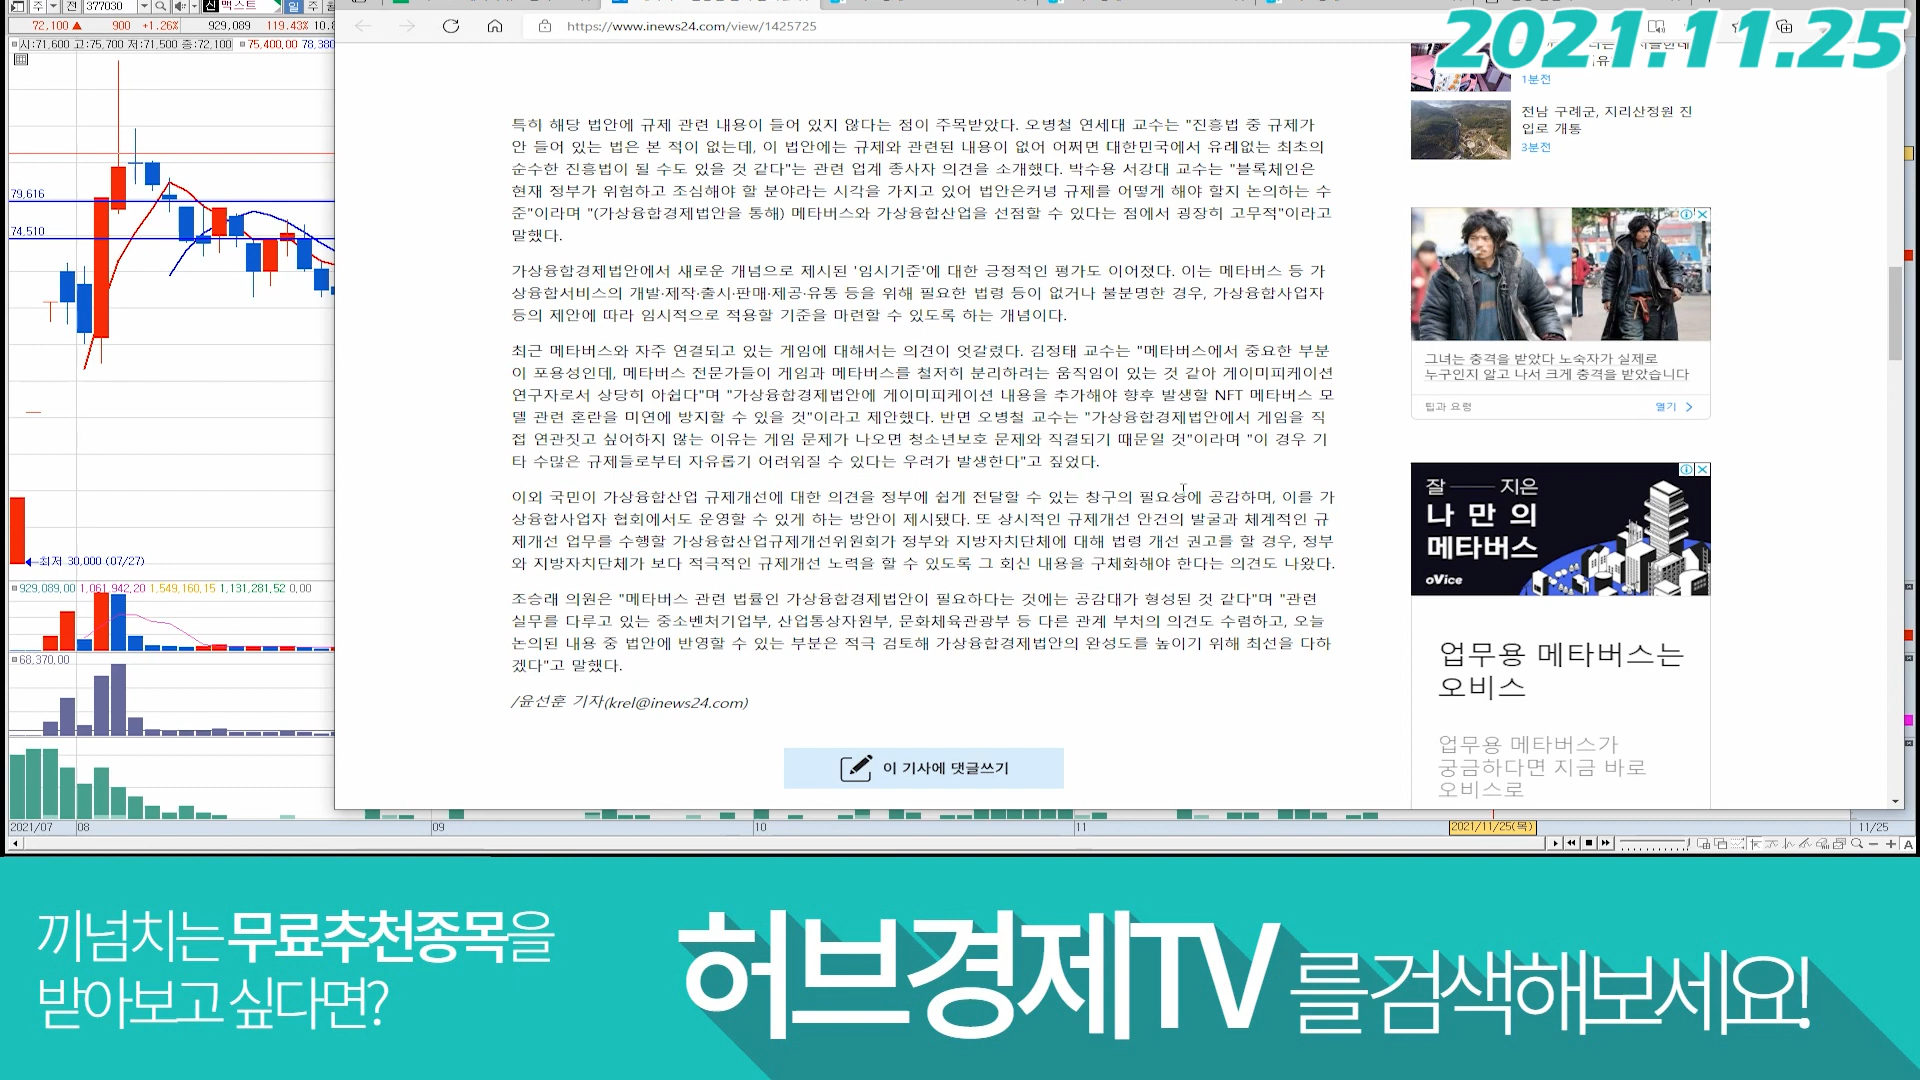 주 전 377030 신 맥스트 일 주
72,100 ▲ 900 +1.26% 929,089 119.43%
시:71,600 고:75,700 저:71,500 종:72,100 75,400,00
https://www.inews24.com/view/1425725
2021.11.25
1분전
전남 구례군, 지리산정원 진
입로 개통
3분전
특히 해당 법안에 규제 관련 내용이 들어 있지 않다는 점이 주목받았다. 오병철 연세대 교수는 "진흥법 중 규제가
안 들어 있는 법은 본 적이 없는데, 이 법안에는 규제와 관련된 내용이 없어 어쩌면 대한민국에서 유례없는 최초의
순수한 진흥법이 될 수도 있을 것 같다"는 관련 업계 종사자 의견을 소개했다. 박수용 서강대 교수는 "블록체인은
현재 정부가 위험하고 조심해야 할 분야라는 시각을 가지고 있어 법안은커녕 규제를 어떻게 해야 할지 논의하는 수
준"이라며 "(가상융합경제법안을 통해) 메타버스와 가상융합산업을 선점할 수 있다는 점에서 굉장히 고무적"이라고
말했다.
가상융합경제법안에서 새로운 개념으로 제시된 '임시기준'에 대한 긍정적인 평가도 이어졌다. 이는 메타버스 등 가
상융합서비스의 개발·제작·출시·판매·제공·유통 등을 위해 필요한 법령 등이 없거나 불분명한 경우, 가상융합사업자
등의 제안에 따라 임시적으로 적용할 기준을 마련할 수 있도록 하는 개념이다.
최근 메타버스와 자주 연결되고 있는 게임에 대해서는 의견이 엇갈렸다. 김정태 교수는 "메타버스에서 중요한 부분
이 포용성인데, 메타버스 전문가들이 게임과 메타버스를 철저히 분리하려는 움직임이 있는 것 같아 게이미피케이션
연구자로서 상당히 아쉽다"며 "가상융합경제법안에 게이미피케이션 내용을 추가해야 향후 발생할 NFT 메타버스 모
델 관련 혼란을 미연에 방지할 수 있을 것"이라고 제안했다. 반면 오병철 교수는 "가상융합경제법안에서 게임을 직
접 연관짓고 싶어하지 않는 이유는 게임 문제가 나오면 청소년보호 문제와 직결되기 때문일 것"이라며 "이 경우 기
타 수많은 규제들로부터 자유롭기 어려워질 수 있다는 우려가 발생한다"고 짚었다.
이외 국민이 가상융합산업 규제개선에 대한 의견을 정부에 쉽게 전달할 수 있는 창구의 필요성에 공감하며, 이를 가
상융합사업자 협회에서도 운영할 수 있게 하는 방안이 제시됐다. 또 상시적인 규제개선 안건의 발굴과 체계적인 규
제개선 업무를 수행할 가상융합산업규제개선위원회가 정부와 지방자치단체에 대해 법령 개선 권고를 할 경우, 정부
와 지방자치단체가 보다 적극적인 규제개선 노력을 할 수 있도록 그 회신 내용을 구체화해야 한다는 의견도 나왔다.
조승래 의원은 "메타버스 관련 법률인 가상융합경제법안이 필요하다는 것에는 공감대가 형성된 것 같다"며 "관련
실무를 다루고 있는 중소벤처기업부, 산업통상자원부, 문화체육관광부 등 다른 관계 부처의 의견도 수렴하고, 오늘
논의된 내용 중 법안에 반영할 수 있는 부분은 적극 검토해 가상융합경제법안의 완성도를 높이기 위해 최선을 다하
겠다"고 말했다.
/윤선훈 기자(krel@inews24.com)
이 기사에 댓글쓰기
그녀는 충격을 받았다 노숙자가 실제로
누구인지 알고 나서 크게 충격을 받았습니다
팁과 요령 열기
잘 지은
나 만 의
메타버스
oVice
업무용 메타버스는
오비스
업무용 메타버스가
궁금하다면 지금 바로
오비스로
79,616
74,510
최저 30,000 (07/27)
929,089,00 1,061,942,20 1,549,160,15 1,131,281,52 0,00
68,370,00
2021/07 08 09 10 11 2021/11/25(목) 11/25
끼넘치는 무료추천종목을
받아보고 싶다면?
허브경제TV를 검색해보세요!